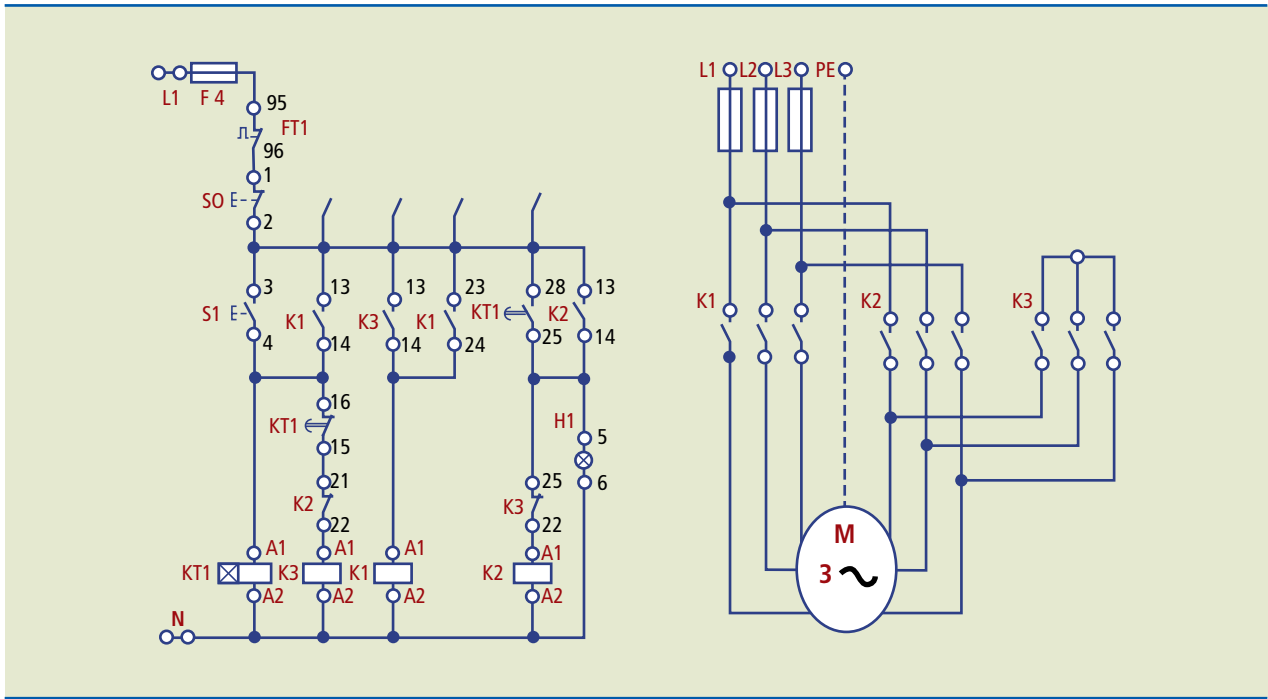 L1 F 4
95
FT1
96
1
SO
2
3 13 13 23 28 13
S1 K1 K3 K1 KT1 K2
4 14 14 24 25 14
16
KT1
15
H1 5
6
21
K2
22
25
K3
22
A1 A1 A1 A1
KT1 K3 K1 K2
A2 A2 A2 A2
N
L1 L2 L3 PE
K1 K2 K3
M
3